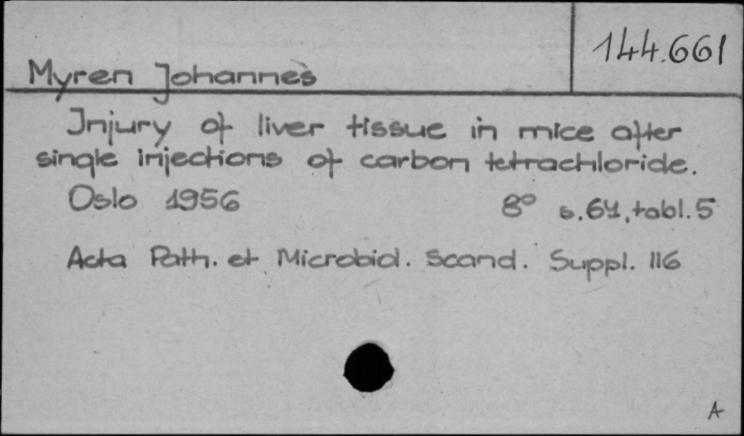 144.661
Myren Johannes
Injury of liver tissue in mice after
single injections of carbon tetrachloride.
Oslo 1956 8° s.64, tabl.5
Acta Path. et Microbiol. Scand. Suppl. 116
A